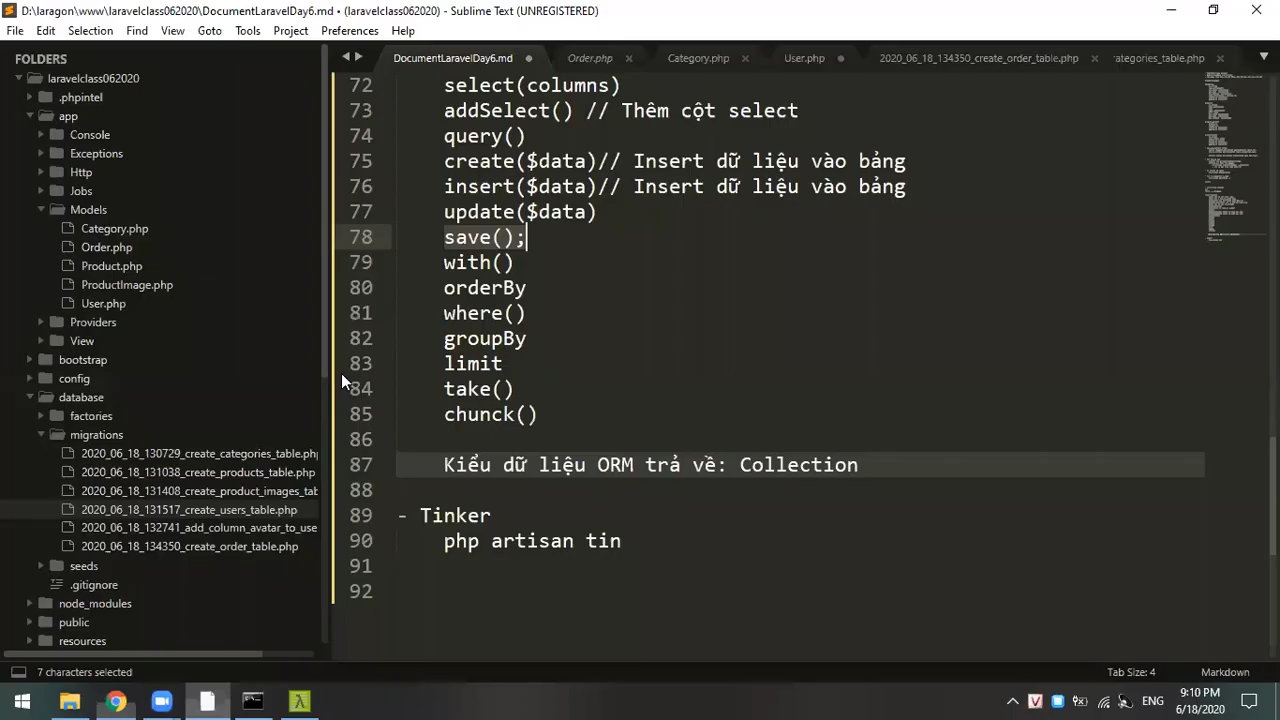 D:\laragon\www\laravelclass062020\DocumentLaravelDay6.md • (laravelclass062020) - Sublime Text (UNREGISTERED)
File Edit Selection Find View Goto Tools Project Preferences Help
FOLDERS
laravelclass062020
.phpintel
app
Console
Exceptions
Http
Jobs
Models
Category.php
Order.php
Product.php
ProductImage.php
User.php
Providers
View
bootstrap
config
database
factories
migrations
2020_06_18_130729_create_categories_table.php
2020_06_18_131038_create_products_table.php
2020_06_18_131408_create_product_images_tab
2020_06_18_131517_create_users_table.php
2020_06_18_132741_add_column_avatar_to_use
2020_06_18_134350_create_order_table.php
seeds
.gitignore
node_modules
public
resources
DocumentLaravelDay6.md Order.php Category.php User.php 2020_06_18_134350_create_order_table.php categories_table.php
72 select(columns)
73 addSelect() // Thêm cột select
74 query()
75 create($data)// Insert dữ liệu vào bảng
76 insert($data)// Insert dữ liệu vào bảng
77 update($data)
78 save();
79 with()
80 orderBy
81 where()
82 groupBy
83 limit
84 take()
85 chunck()
86
87 Kiểu dữ liệu ORM trả về: Collection
88
89 - Tinker
90 php artisan tin
91
92
7 characters selected Tab Size: 4 Markdown
ENG 9:10 PM
6/18/2020